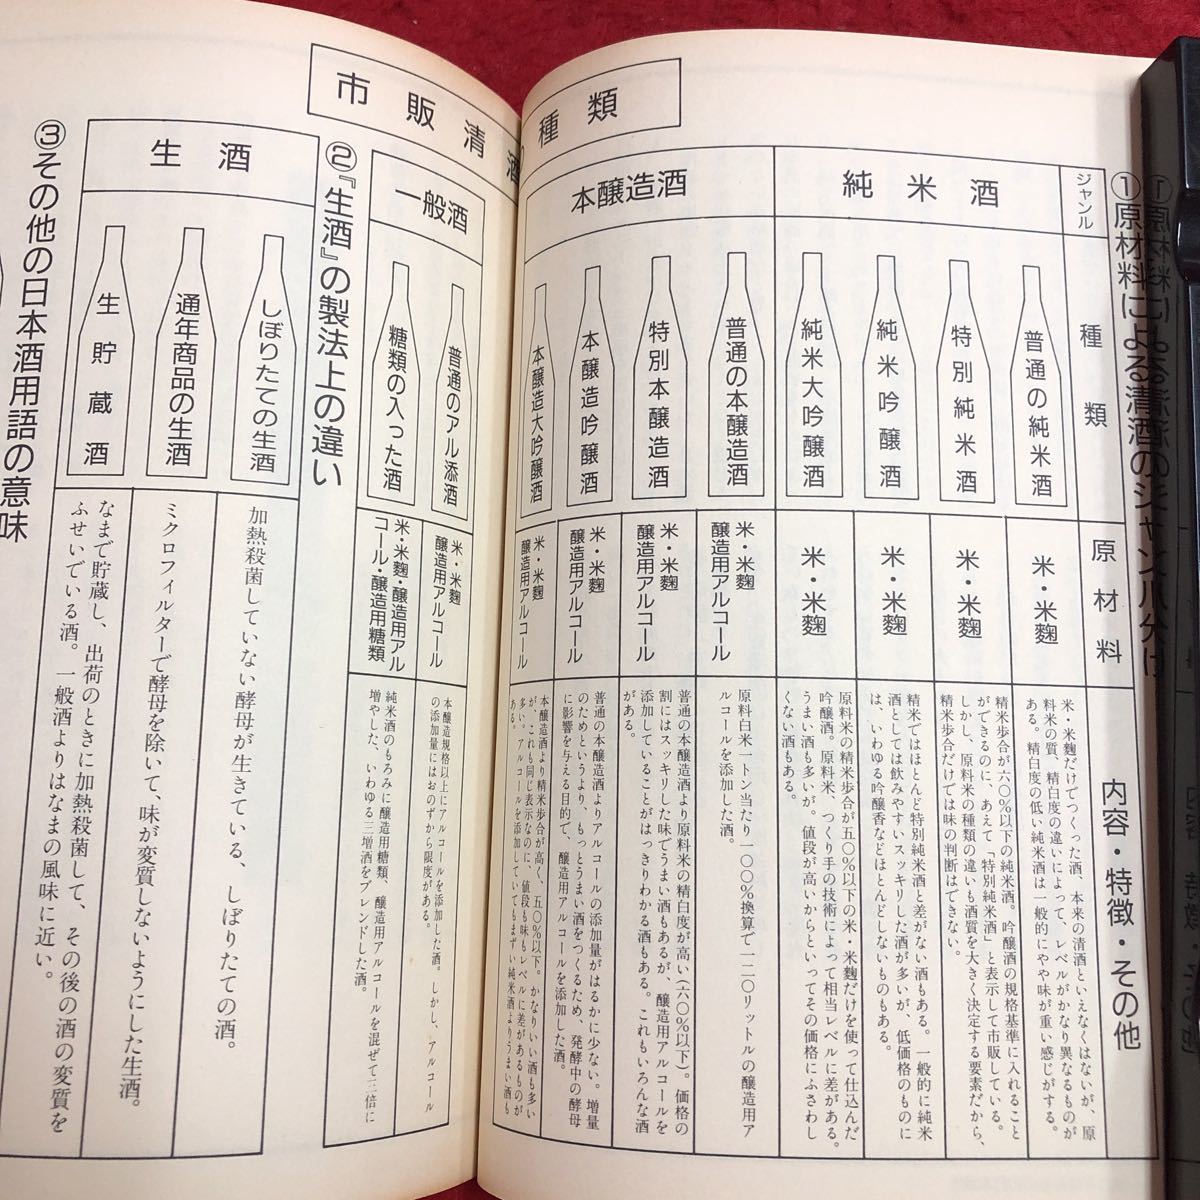 市販清酒の種類
①原材料による清酒のジャンル分け
ジャンル
種類
原材料
内容・特徴・その他
純米酒
普通の純米酒
米・米麹
米・米麹だけでつくった酒、本来の清酒といえなくはないが、原
料米の質、精白度の違いによって、レベルがかなり異なるものが
ある。精白度の低い純米酒は一般的にやや味が重い感じがする。
特別純米酒
米・米麹
精米歩合が六〇%以下の純米酒。吟醸酒の規格基準に入れること
ができるのに、あえて「特別純米酒」と表示して市販している。
しかし、原料米の種類の違いも酒質を大きく決定する要素だから、
精米歩合だけでは味の判断はできない。
純米吟醸酒
米・米麹
精米ではほとんど特別純米酒と差がない酒もある。一般的に純米
酒としては飲みやすいスッキリした酒が多いが、低価格のものに
は、いわゆる吟醸香などほとんどしないものもある。
純米大吟醸酒
米・米麹
原料米の精米歩合が五〇%以下の米・米麹だけを使って仕込んだ
吟醸酒。原料米、つくり手の技術によって相当レベルに差がある。
うまい酒も多いが、値段が高いからといってその価格にふさわし
くない酒もある。
本醸造酒
普通の本醸造酒
米・米麹
醸造用アルコール
原料白米一トン当たり一〇〇%換算で一二〇リットルの醸造用ア
ルコールを添加した酒。
特別本醸造酒
米・米麹
醸造用アルコール
普通の本醸造酒より原料米の精白度が高い(六〇%以下)。価格の
割にはスッキリした味でうまい酒もあるが、醸造用アルコールを
添加していることがはっきりわかる酒もある。これもいろんな酒
がある。
本醸造吟醸酒
米・米麹
醸造用アルコール
普通の本醸造酒よりアルコールの添加量がはるかに少ない。増量
のためというより、もっとうまい酒をつくるため、発酵中の酵母
に影響を与える目的で、醸造用アルコールを添加した酒。
本醸造大吟醸酒
米・米麹
醸造用アルコール
本醸造酒より精米歩合が高く、五〇%以下。かなりいい酒も多い
が、これも同じ表示なのに、値段も味もレベルに差があるものが
多い。アルコールを添加していてもまずい純米酒よりうまい酒も
ある。
一般酒
普通のアル添酒
米・米麹
醸造用アルコール
本醸造規格以上にアルコールを添加した酒。しかし、アルコール
の添加量にはおのずから限度がある。
糖類の入った酒
米・米麹・醸造用アル
コール・醸造用糖類
純米酒のもろみに醸造用糖類、醸造用アルコールを混ぜて三倍に
増やした、いわゆる三増酒をブレンドした酒。
②『生酒』の製法上の違い
生酒
しぼりたての生酒
加熱殺菌していない酵母が生きている、しぼりたての酒。
通年商品の生酒
ミクロフィルターで酵母を除いて、味が変質しないようにした生酒。
生貯蔵酒
なまで貯蔵し、出荷のときに加熱殺菌して、その後の酒の変質を
ふせいでいる酒。一般酒よりはなまの風味に近い。
③その他の日本酒用語の意味